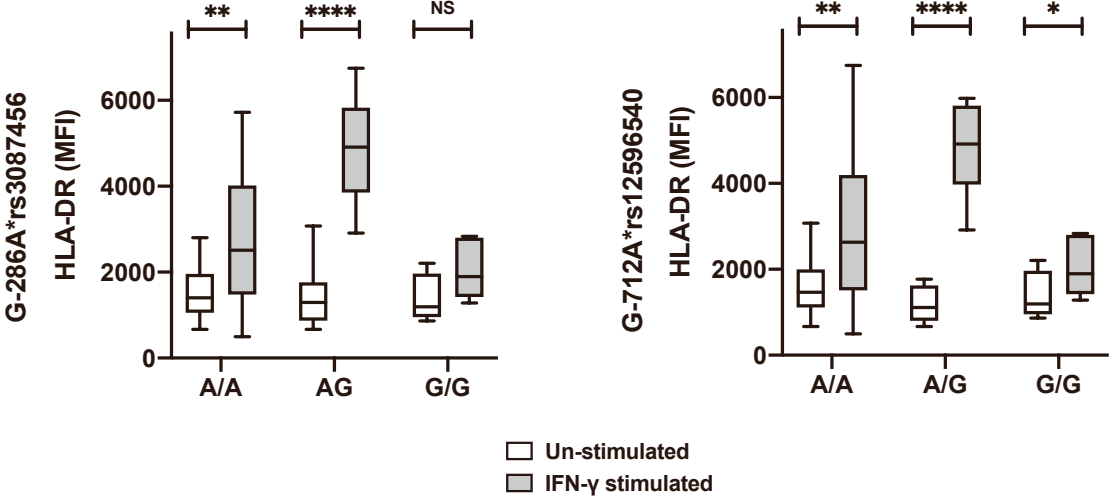 ** **** NS
G-286A*rs3087456
HLA-DR (MFI)
6000
4000
2000
0
A/A AG G/G
** **** *
G-712A*rs12596540
HLA-DR (MFI)
6000
4000
2000
0
A/A A/G G/G
Un-stimulated
IFN-γ stimulated